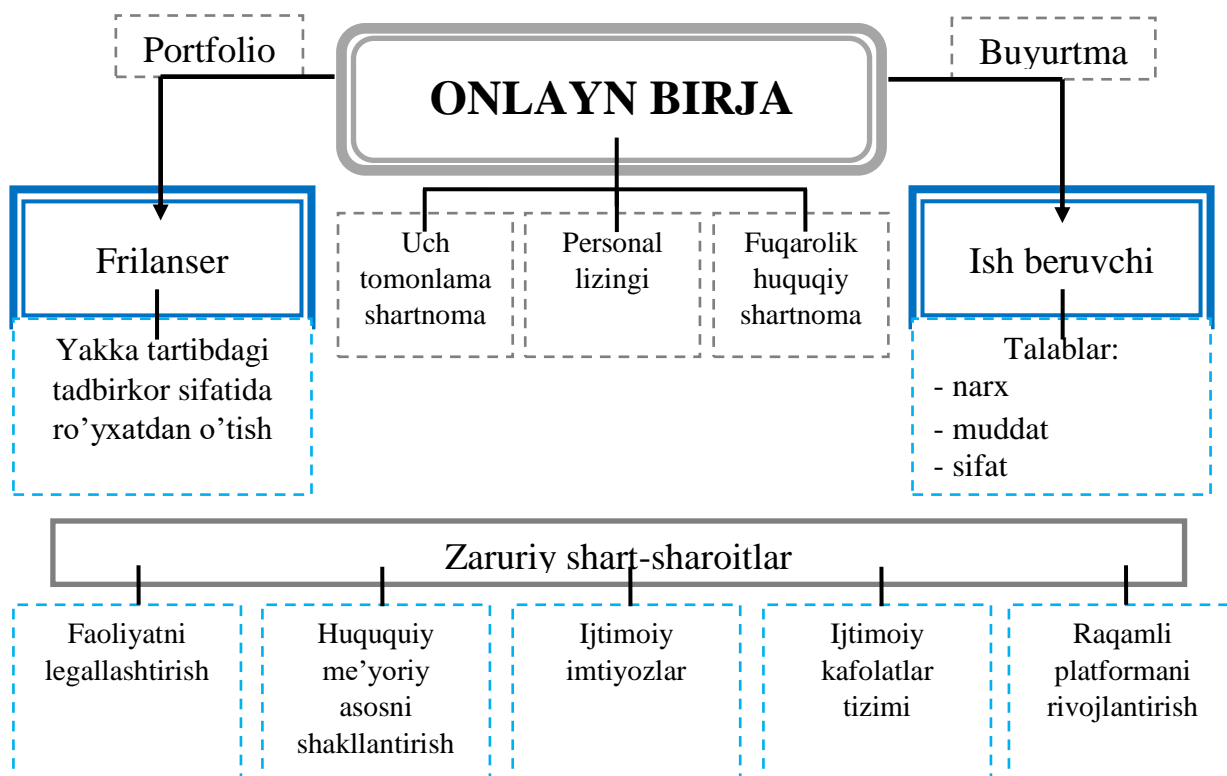 Portfolio
ONLAYN BIRJA
Buyurtma
Frilanser
Uch
tomonlama
shartnoma
Personal
lizingi
Fuqarolik
huquqiy
shartnoma
Ish beruvchi
Yakka tartibdagi
tadbirkor sifatida
ro’yxatdan o’tish
Talablar:
- narx
- muddat
- sifat
Zaruriy shart-sharoitlar
Faoliyatni
legallashtirish
Huququiy
me’yoriy
asosni
shakllantirish
Ijtimoiy
imtiyozlar
Ijtimoiy
kafolatlar
tizimi
Raqamli
platformani
rivojlantirish